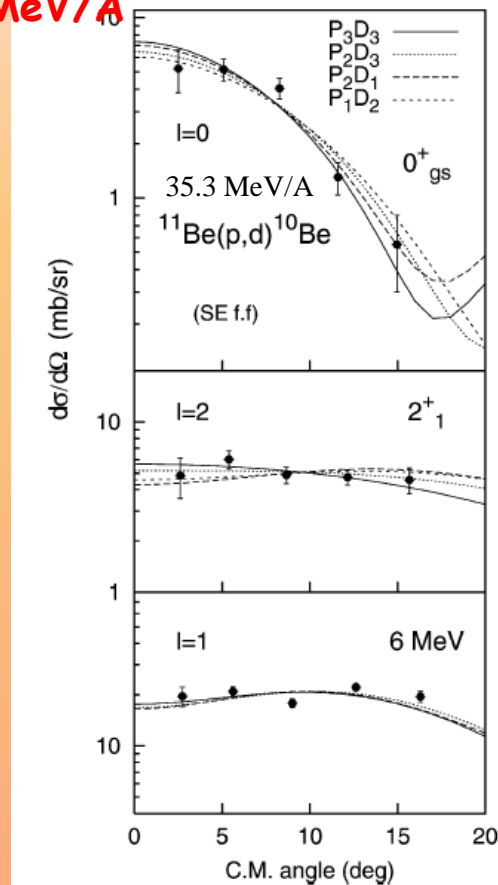 MeV/A
10
P₃D₃
P₂D₃
P₂D₁
P₁D₂
l=0
0⁺gs
35.3 MeV/A
1
¹¹Be(p,d)¹⁰Be
(SE f.f)
dσ/dΩ (mb/sr)
10
l=2
2⁺₁
1
l=1
6 MeV
10
0 5 10 15 20
C.M. angle (deg)